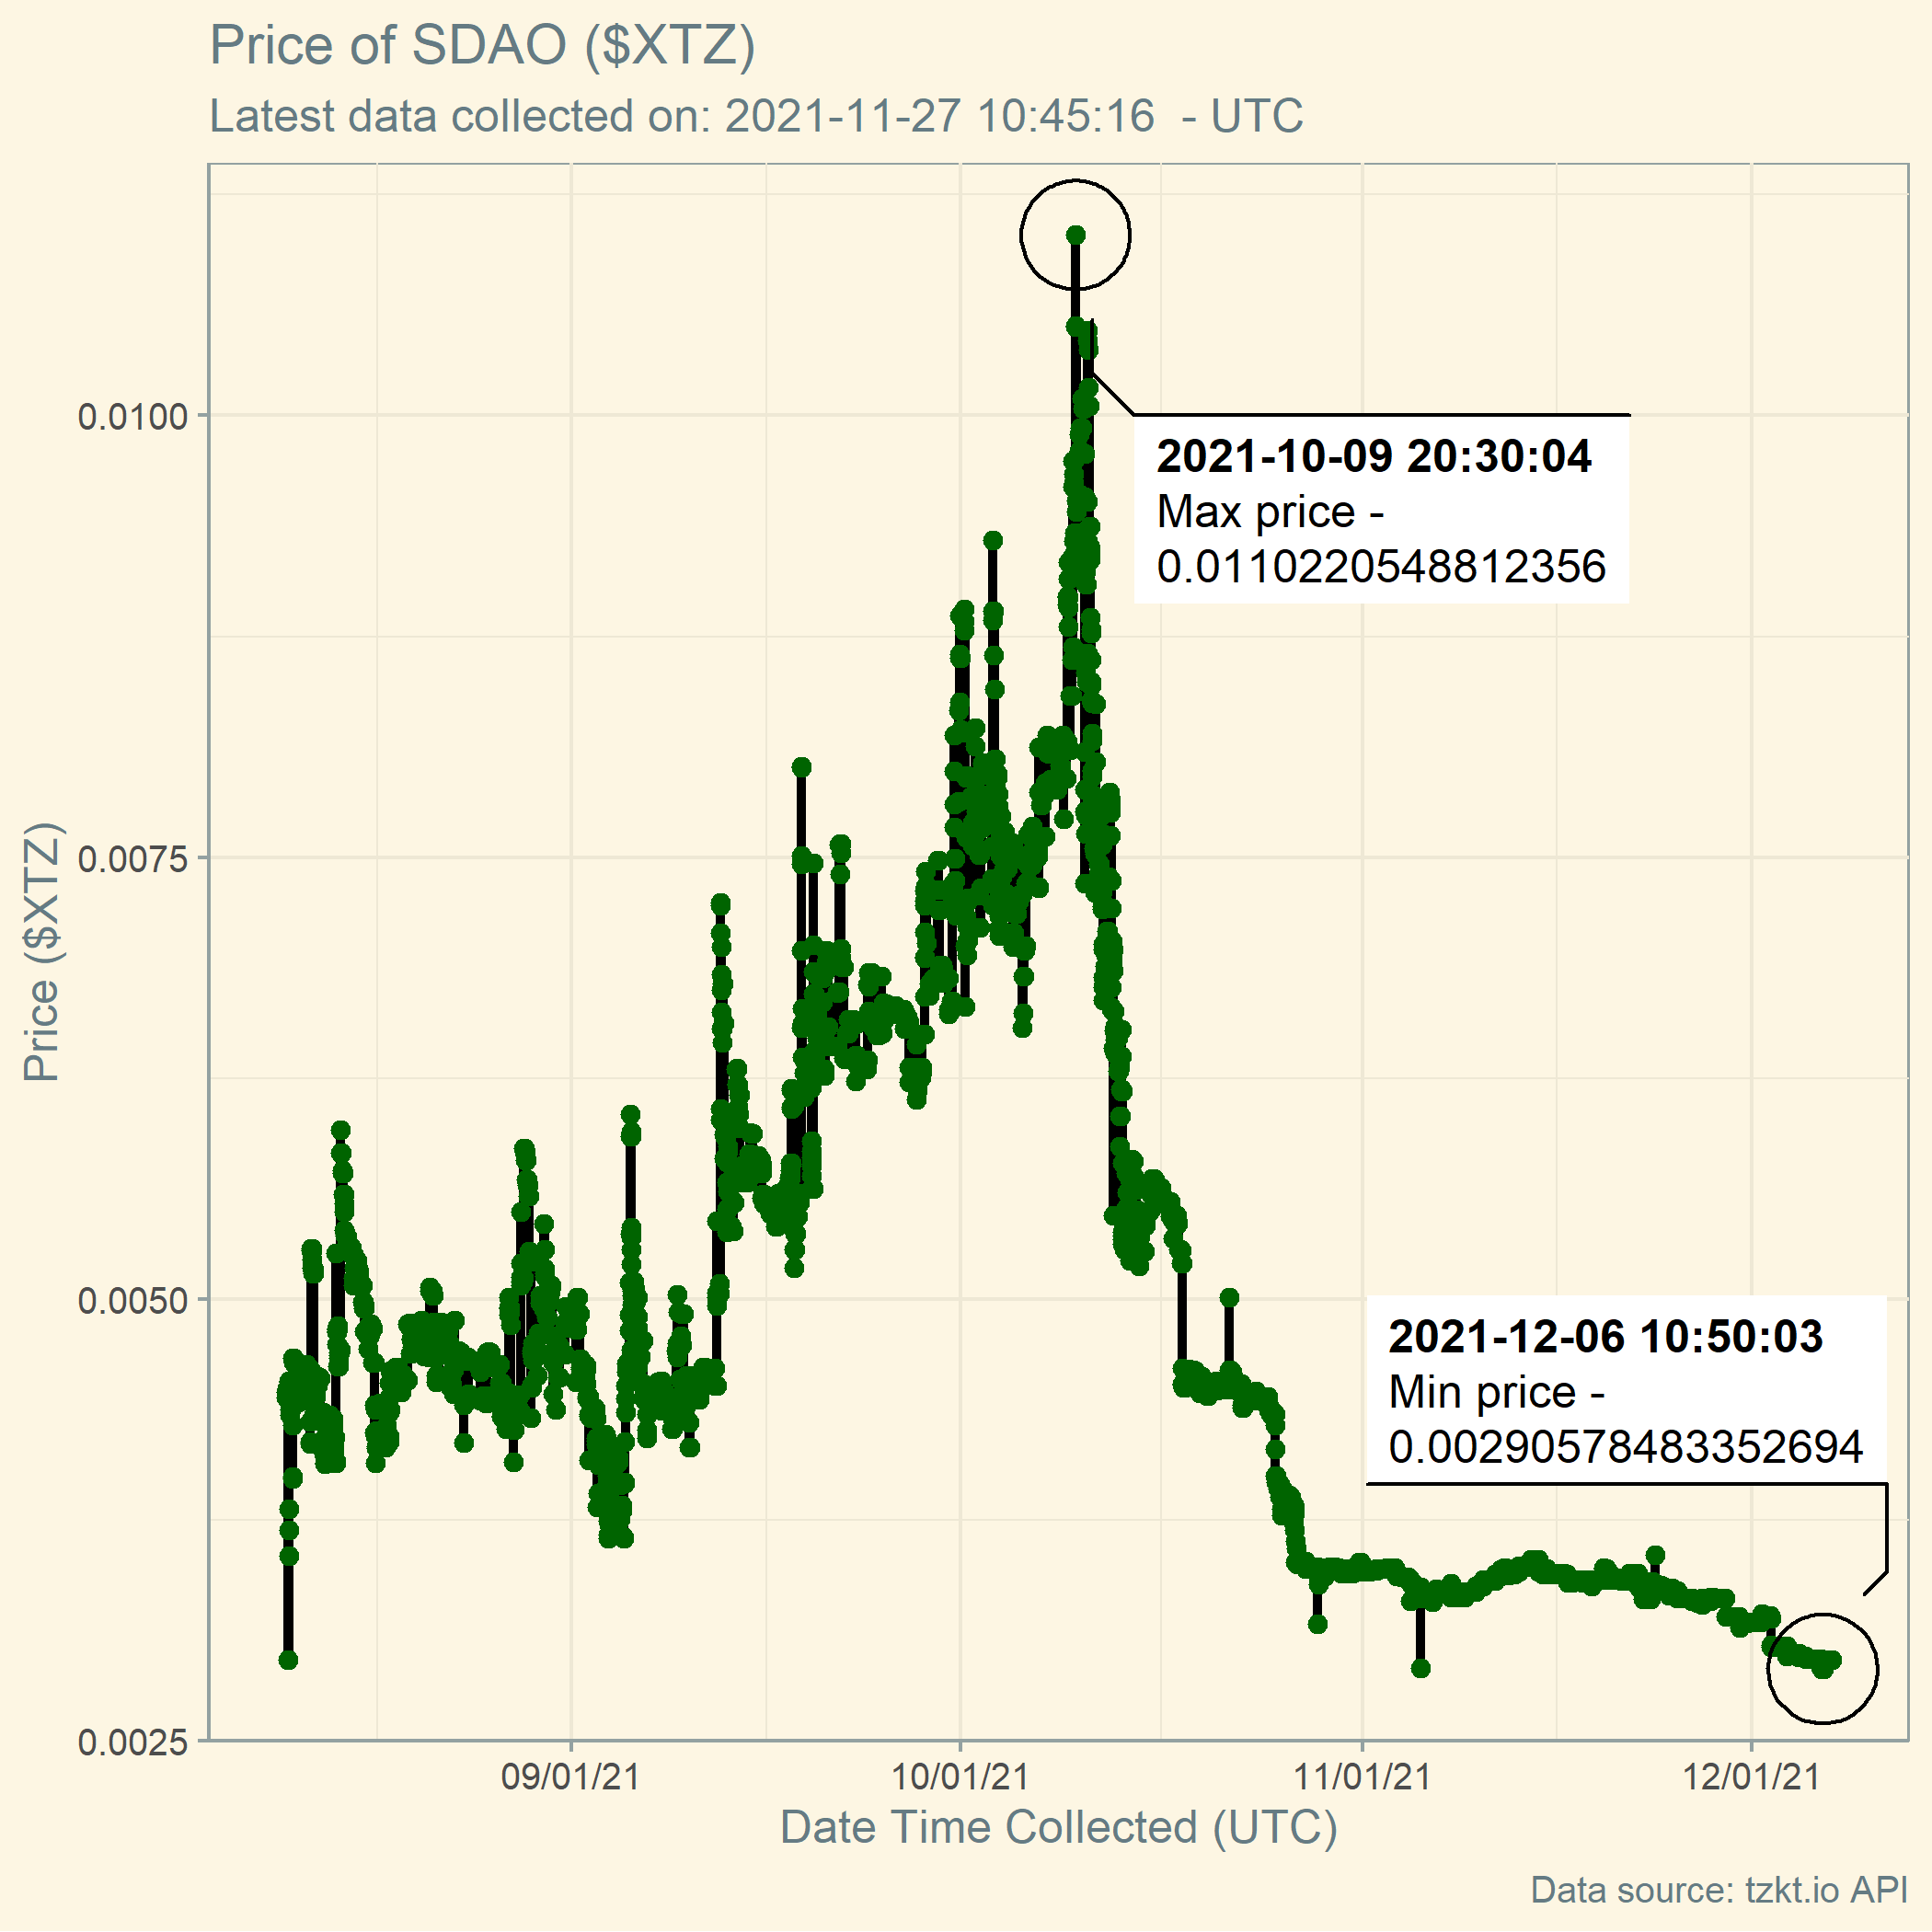 Price of SDAO ($XTZ)
Latest data collected on: 2021-11-27 10:45:16  - UTC
0.0100
2021-10-09 20:30:04
Max price -
0.0110220548812356
Price ($XTZ)
0.0075
0.0050
2021-12-06 10:50:03
Min price -
0.00290578483352694
0.0025
09/01/21
10/01/21
11/01/21
12/01/21
Date Time Collected (UTC)
Data source: tzkt.io API